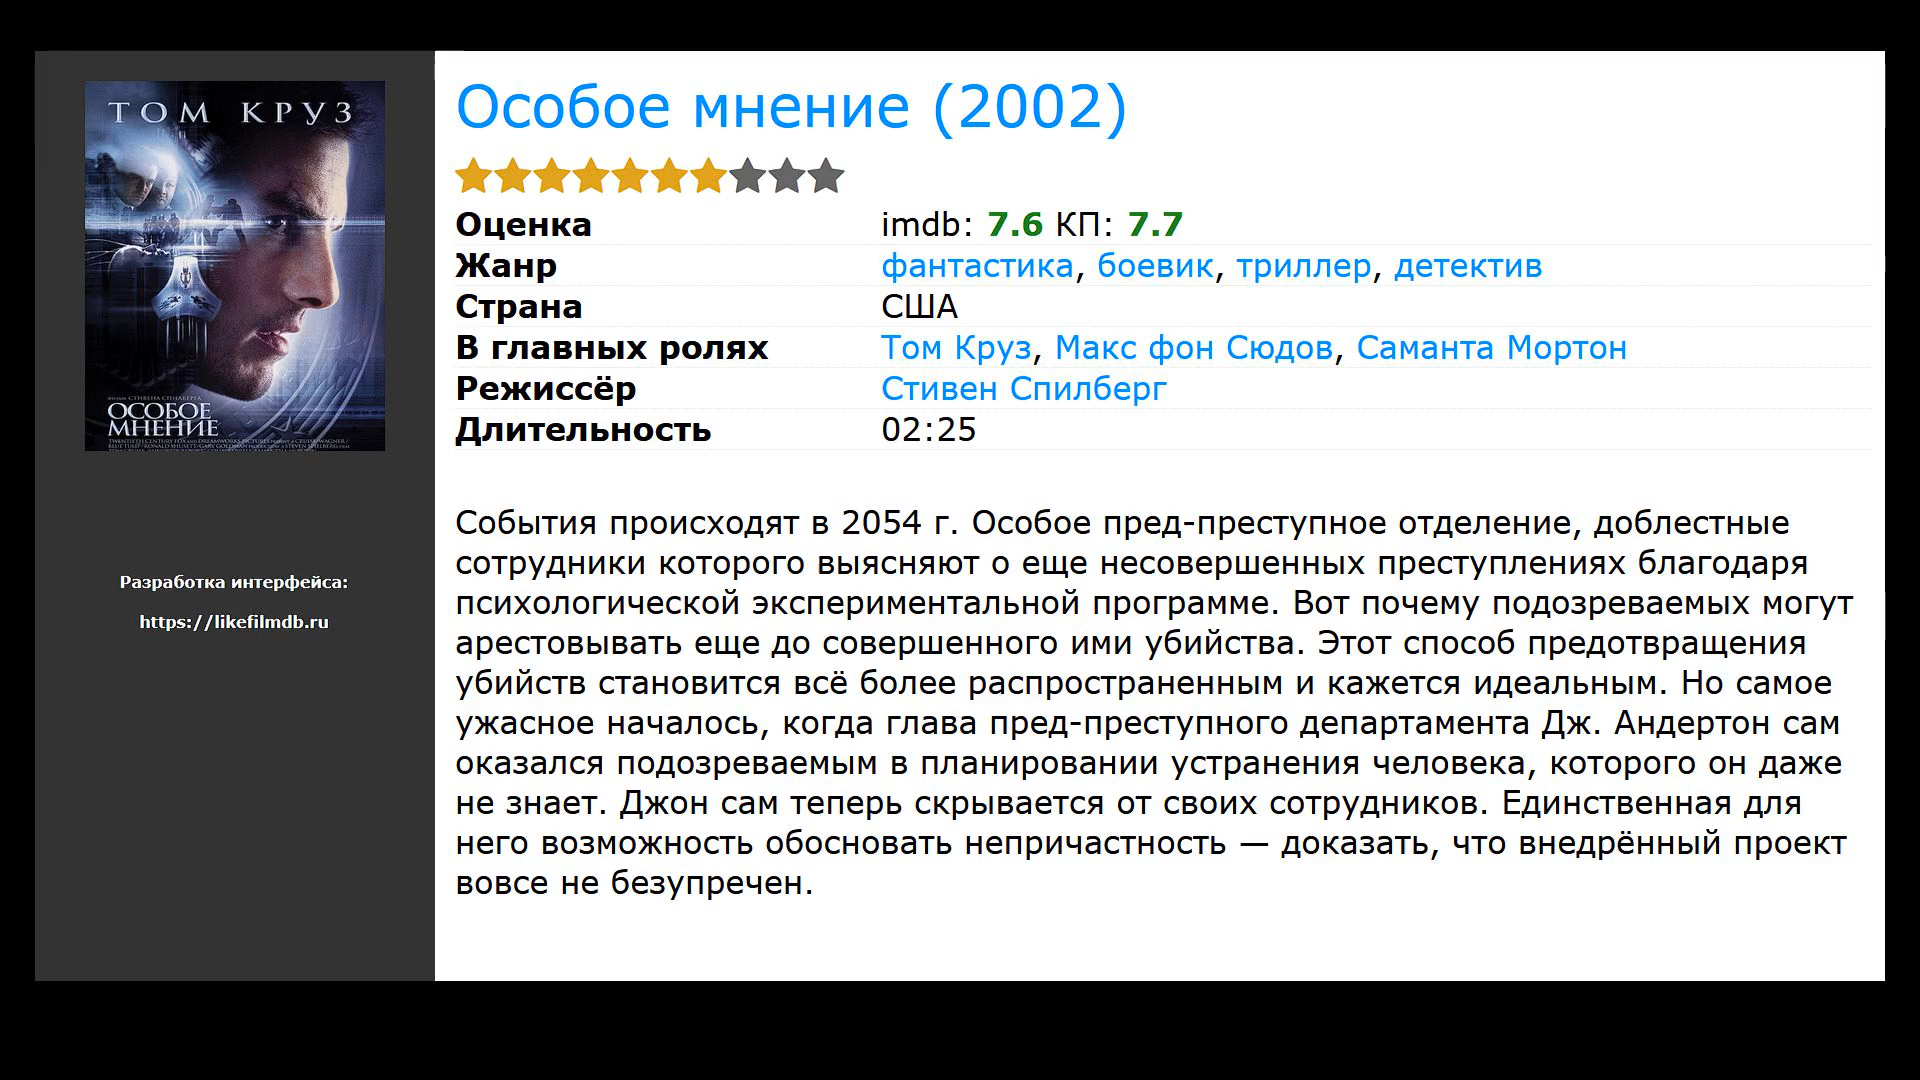 ТОМ КРУЗ
ФИЛЬМ СТИВЕНА СПИЛБЕРГА
ОСОБОЕ
МНЕНИЕ
Разработка интерфейса:
https://likefilmdb.ru
Особое мнение (2002)
Оценка imdb: 7.6 КП: 7.7
Жанр фантастика, боевик, триллер, детектив
Страна США
В главных ролях Том Круз, Макс фон Сюдов, Саманта Мортон
Режиссёр Стивен Спилберг
Длительность 02:25
События происходят в 2054 г. Особое пред-преступное отделение, доблестные
сотрудники которого выясняют о еще несовершенных преступлениях благодаря
психологической экспериментальной программе. Вот почему подозреваемых могут
арестовывать еще до совершенного ими убийства. Этот способ предотвращения
убийств становится всё более распространенным и кажется идеальным. Но самое
ужасное началось, когда глава пред-преступного департамента Дж. Андертон сам
оказался подозреваемым в планировании устранения человека, которого он даже
не знает. Джон сам теперь скрывается от своих сотрудников. Единственная для
него возможность обосновать непричастность — доказать, что внедрённый проект
вовсе не безупречен.